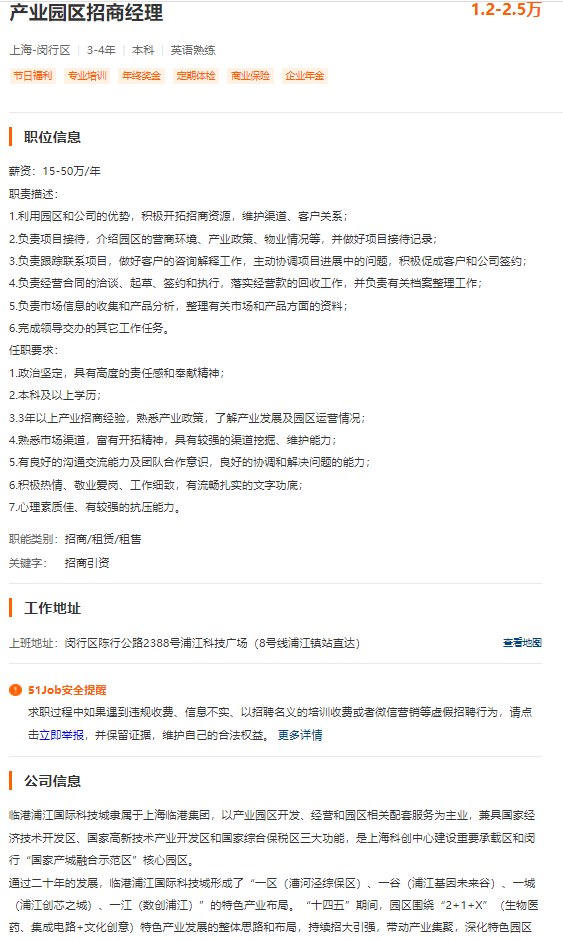 产业园区招商经理
1.2-2.5万
上海-闵行区 | 3-4年 | 本科 | 英语熟练
节日福利 专业培训 年终奖金 定期体检 商业保险 企业年金
职位信息
薪资：15-50万/年
职责描述：
1.利用园区和公司的优势，积极开拓招商资源，维护渠道、客户关系；
2.负责项目接待，介绍园区的营商环境、产业政策、物业情况等，并做好项目接待记录；
3.负责跟踪联系项目，做好客户的咨询解释工作，主动协调项目进展中的问题，积极促成客户和公司签约；
4.负责经营合同的洽谈、起草、签约和执行，落实经营款的回收工作，并负责有关档案整理工作；
5.负责市场信息的收集和产品分析，整理有关市场和产品方面的资料；
6.完成领导交办的其它工作任务。
任职要求：
1.政治坚定，具有高度的责任感和奉献精神；
2.本科及以上学历；
3.3年以上产业招商经验，熟悉产业政策，了解产业发展及园区运营情况；
4.熟悉市场渠道，富有开拓精神，具有较强的渠道挖掘、维护能力；
5.有良好的沟通交流能力及团队合作意识，良好的协调和解决问题的能力；
6.积极热情、敬业爱岗、工作细致，有流畅扎实的文字功底；
7.心理素质佳、有较强的抗压能力。
职能类别：招商/租赁/租售
关键字：招商引资
工作地址
上班地址：闵行区陈行公路2388号浦江科技广场（8号线浦江镇站直达）
查看地图
51Job安全提醒
求职过程中如果遇到违规收费、信息不实、以招聘名义的培训收费或者微信营销等虚假招聘行为，请点
击立即举报，并保留证据，维护自己的合法权益。 更多详情
公司信息
临港浦江国际科技城隶属于上海临港集团，以产业园区开发、经营和园区相关配套服务为主业，兼具国家经
济技术开发区、国家高新技术产业开发区和国家综合保税区三大功能，是上海科创中心建设重要承载区和闵
行“国家产城融合示范区”核心园区。
通过二十年的发展，临港浦江国际科技城形成了“一区（漕河泾综保区）、一谷（浦江基因未来谷）、一城
（浦江创芯之城）、一江（数创浦江）”的特色产业布局。“十四五”期间，园区围绕“2+1+X”（生物医
药、集成电路+文化创意）特色产业发展的整体思路和布局，持续招大引强，带动产业集聚，深化特色园区